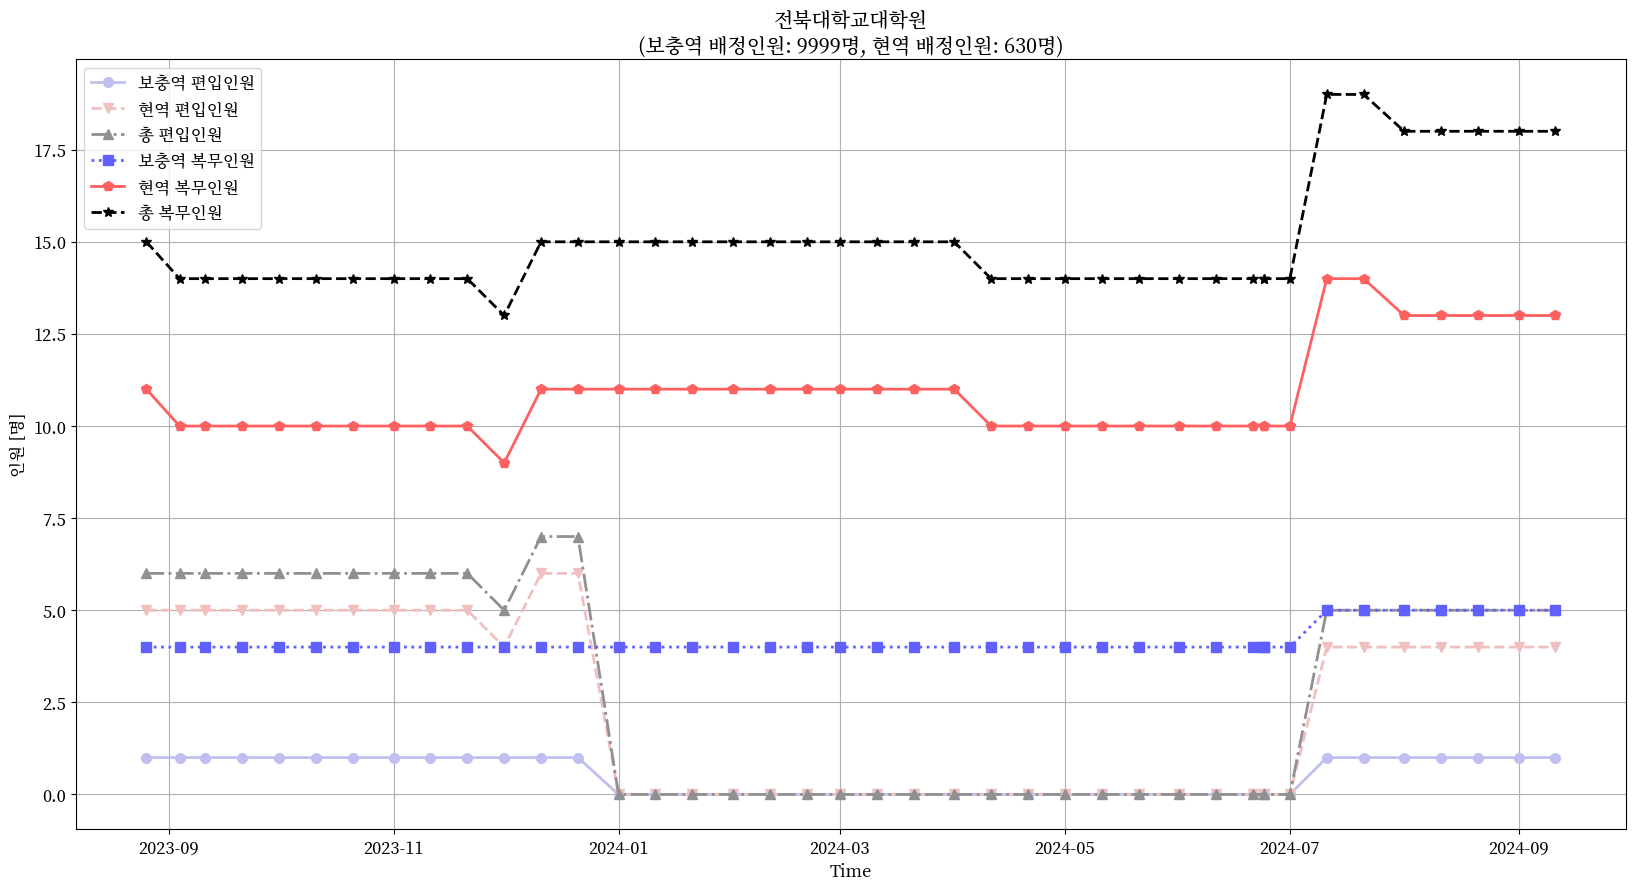 전북대학교대학원
(보충역 배정인원: 9999명, 현역 배정인원: 630명)
보충역 편입인원
현역 편입인원
총 편입인원
보충역 복무인원
현역 복무인원
총 복무인원
17.5
15.0
12.5
10.0
7.5
5.0
2.5
0.0
인원 [명]
2023-09 2023-11 2024-01 2024-03 2024-05 2024-07 2024-09
Time